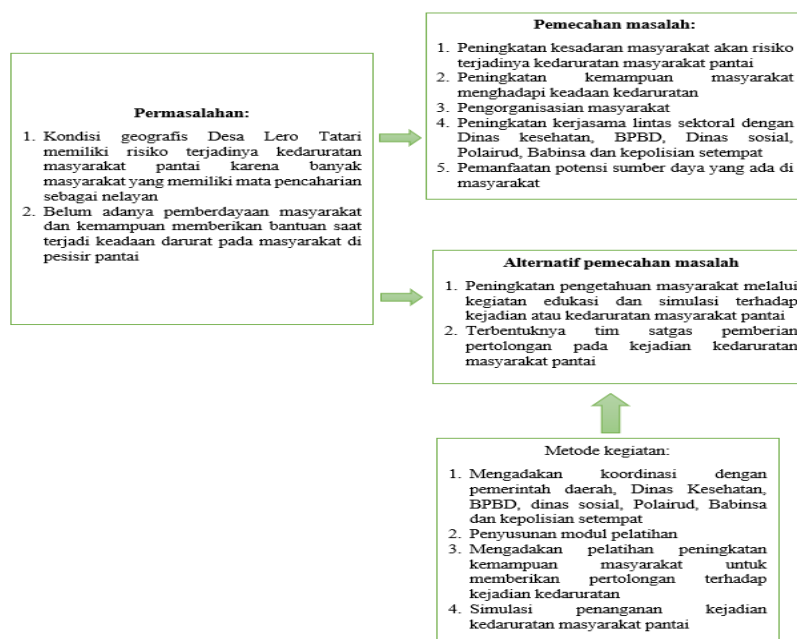 Permasalahan:
1. Kondisi geografis Desa Lero Tatari
memiliki risiko terjadinya kedaruratan
masyarakat pantai karena banyak
masyarakat yang memiliki mata pencaharian
sebagai nelayan
2. Belum adanya pemberdayaan masyarakat
dan kemampuan memberikan bantuan saat
terjadi keadaan darurat pada masyarakat di
pesisir pantai
Pemecahan masalah:
1. Peningkatan kesadaran masyarakat akan risiko
terjadinya kedaruratan masyarakat pantai
2. Peningkatan kemampuan masyarakat
menghadapi keadaan kedaruratan
3. Pengorganisasian masyarakat
4. Peningkatan kerjasama lintas sektoral dengan
Dinas kesehatan, BPBD, Dinas sosial,
Polairud, Babinsa dan kepolisian setempat
5. Pemanfaatan potensi sumber daya yang ada di
masyarakat
Alternatif pemecahan masalah
1. Peningkatan pengetahuan masyarakat melalui
kegiatan edukasi dan simulasi terhadap
kejadian atau kedaruratan masyarakat pantai
2. Terbentuknya tim satgas pemberian
pertolongan pada kejadian kedaruratan
masyarakat pantai
Metode kegiatan:
1. Mengadakan koordinasi dengan
pemerintah daerah, Dinas Kesehatan,
BPBD, dinas sosial, Polairud, Babinsa
dan kepolisian setempat
2. Penyusunan modul pelatihan
3. Mengadakan pelatihan peningkatan
kemampuan masyarakat untuk
memberikan pertolongan terhadap
kejadian kedaruratan
4. Simulasi penanganan kejadian
kedaruratan masyarakat pantai